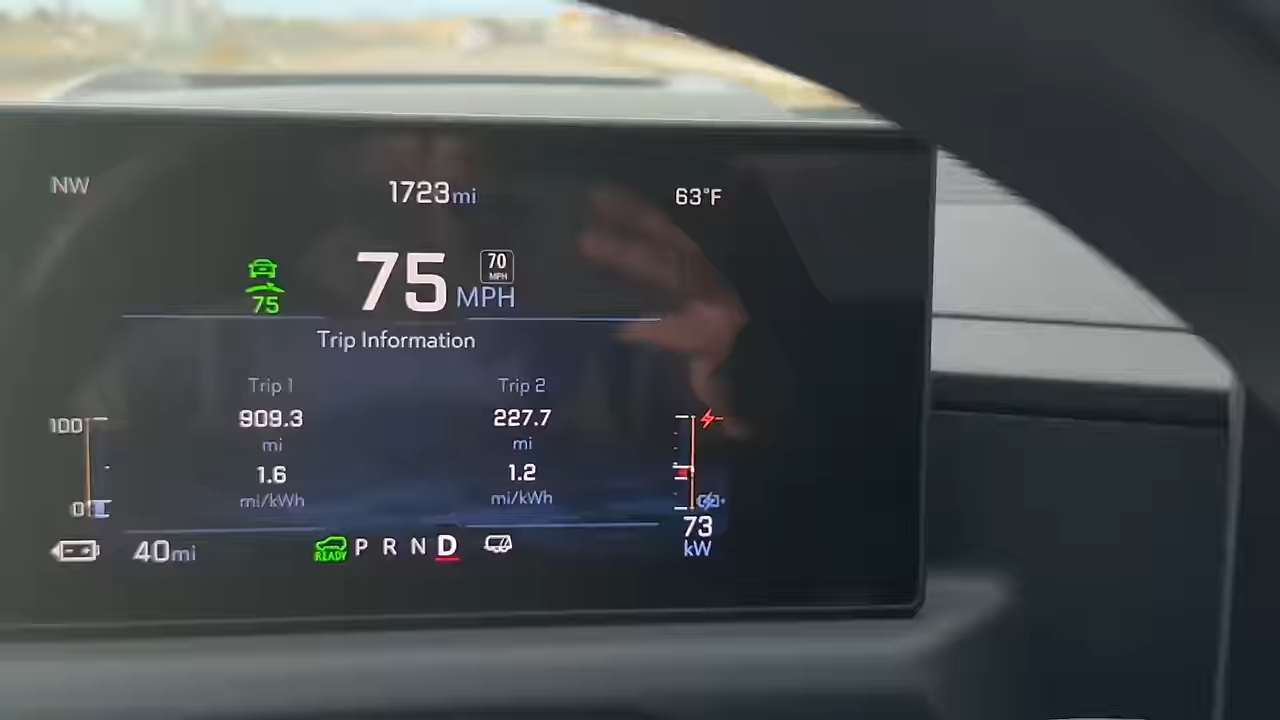 NW
1723mi
63°F
75
75 MPH
70
MPH
Trip Information
Trip 1
Trip 2
909.3
227.7
mi
mi
1.6
1.2
mi/kWh
mi/kWh
100
0
73
kW
40mi
READY
P R N D